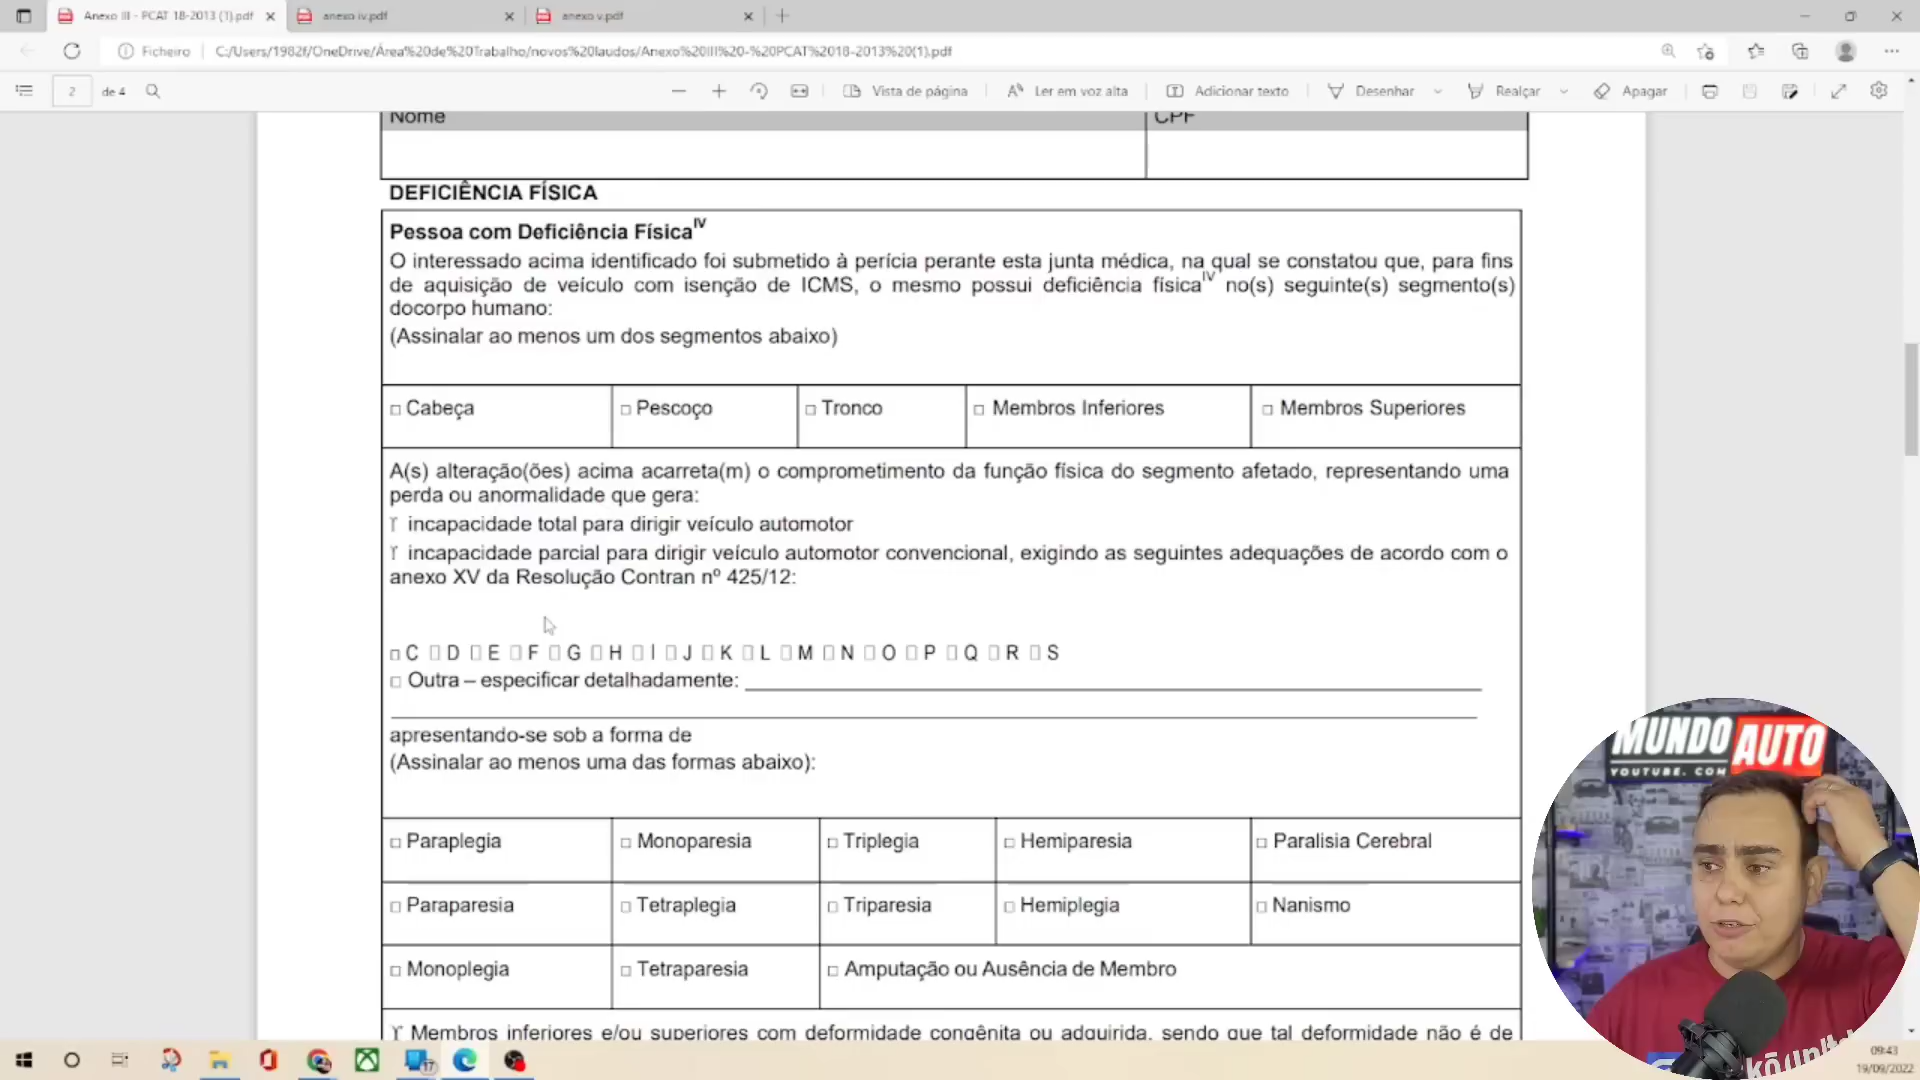 Anexo III - PCAT 18-2013 (1).pdf
anexo iv.pdf
anexo v.pdf
Ficheiro
C:/Users/1982f/OneDrive/Área%20de%20Trabalho/novos%20laudos/Anexo%20III%20-%20PCAT%2018-2013%20(1).pdf
2 de 4
Vista de página
Ler em voz alta
Adicionar texto
Desenhar
Realçar
Apagar
Nome
CPF
DEFICIÊNCIA FÍSICA
Pessoa com Deficiência Física IV
O interessado acima identificado foi submetido à perícia perante esta junta médica, na qual se constatou que, para fins
de aquisição de veículo com isenção de ICMS, o mesmo possui deficiência física IV no(s) seguinte(s) segmento(s)
docorpo humano:
(Assinalar ao menos um dos segmentos abaixo)
□ Cabeça
□ Pescoço
□ Tronco
□ Membros Inferiores
□ Membros Superiores
A(s) alteração(ões) acima acarreta(m) o comprometimento da função física do segmento afetado, representando uma
perda ou anormalidade que gera:
ϒ incapacidade total para dirigir veículo automotor
ϒ incapacidade parcial para dirigir veículo automotor convencional, exigindo as seguintes adequações de acordo com o
anexo XV da Resolução Contran nº 425/12:
□ C □ D □ E □ F □ G □ H □ I □ J □ K □ L □ M □ N □ O □ P □ Q □ R □ S
□ Outra – especificar detalhadamente:
apresentando-se sob a forma de
(Assinalar ao menos uma das formas abaixo):
□ Paraplegia
□ Monoparesia
□ Triplegia
□ Hemiparesia
□ Paralisia Cerebral
□ Paraparesia
□ Tetraplegia
□ Triparesia
□ Hemiplegia
□ Nanismo
□ Monoplegia
□ Tetraparesia
□ Amputação ou Ausência de Membro
ϒ Membros inferiores e/ou superiores com deformidade congênita ou adquirida, sendo que tal deformidade não é de
MUNDO AUTO
YOUTUBE.COM
17
09:43
19/09/2022